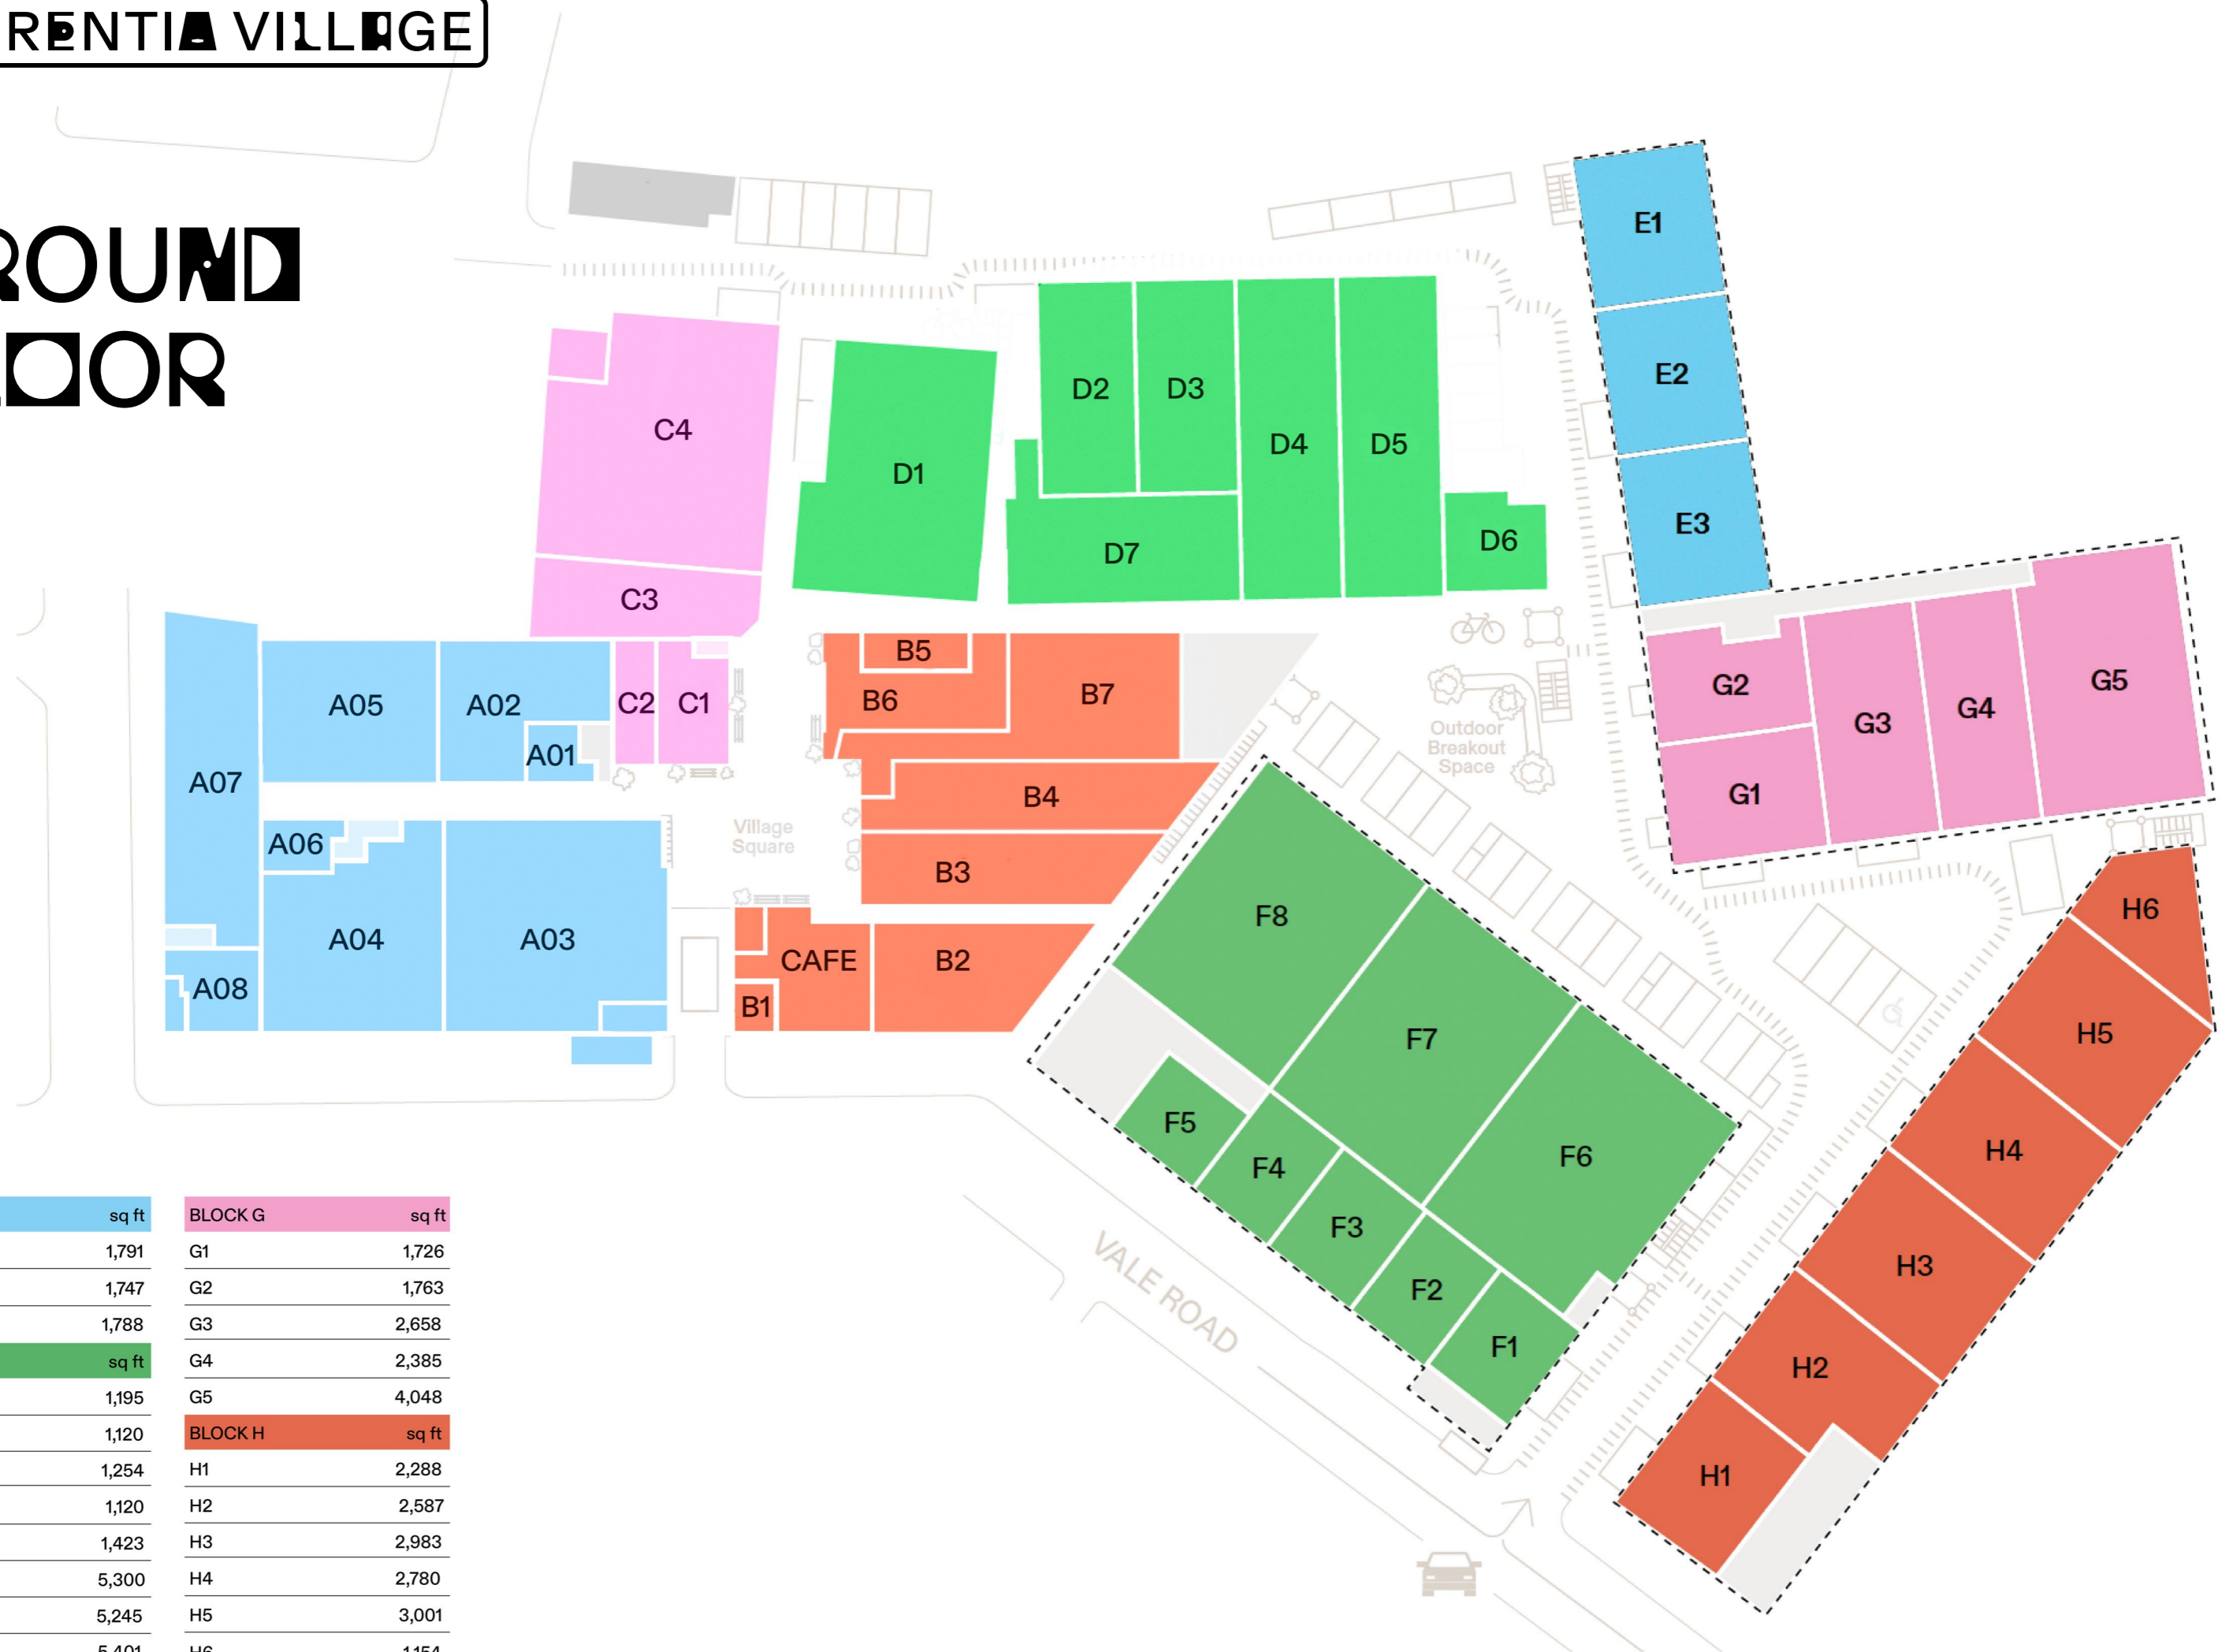 RENTIA VILLAGE
ROUND
OOR
E1
E2
E3
C4
D1
D2
D3
D4
D5
D6
D7
C3
C2
C1
A05
A02
A01
A07
A06
A04
A03
A08
B5
B6
B7
B4
B3
CAFE
B2
B1
Village
Square
Outdoor
Breakout
Space
G2
G1
G3
G4
G5
F8
F7
F6
F5
F4
F3
F2
F1
H6
H5
H4
H3
H2
H1
VALE ROAD
sq ft
1,791
1,747
1,788
sq ft
1,195
1,120
1,254
1,120
1,423
5,300
5,245
5,401
BLOCK G sq ft
G1 1,726
G2 1,763
G3 2,658
G4 2,385
G5 4,048
BLOCK H sq ft
H1 2,288
H2 2,587
H3 2,983
H4 2,780
H5 3,001
H6 1,154